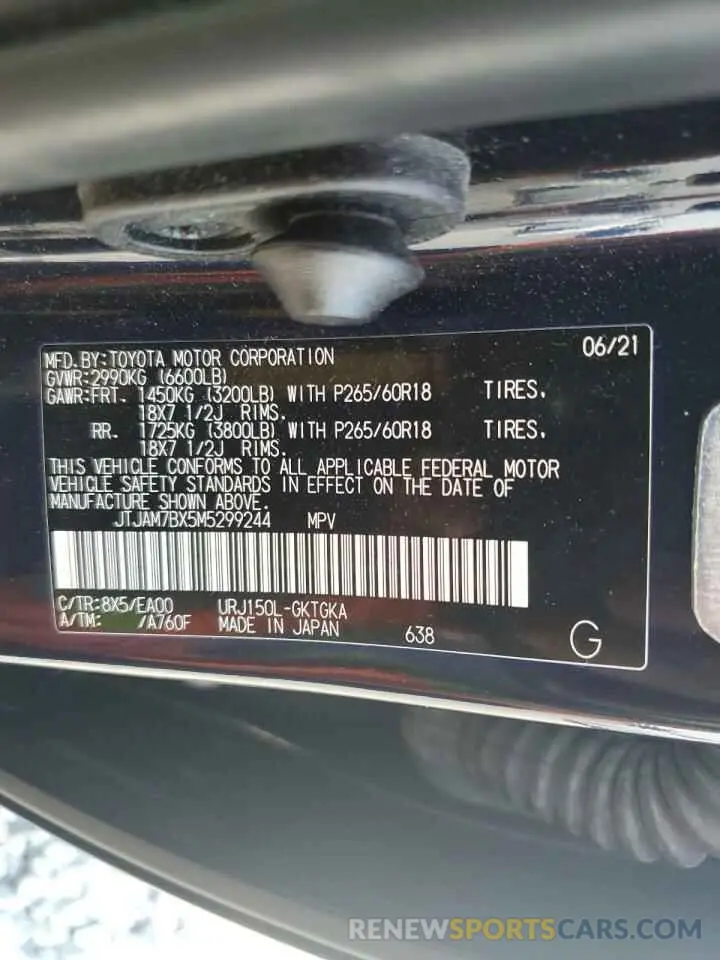 06/21
MFD.BY:TOYOTA MOTOR CORPORATION
GVWR:2990KG (6600LB)
GAWR:FRT. 1450KG (3200LB) WITH P265/60R18 TIRES.
18X7 1/2J RIMS.
RR. 1725KG (3800LB) WITH P265/60R18 TIRES.
18X7 1/2J RIMS.
THIS VEHICLE CONFORMS TO ALL APPLICABLE FEDERAL MOTOR
VEHICLE SAFETY STANDARDS IN EFFECT ON THE DATE OF
MANUFACTURE SHOWN ABOVE.
JTJAM7BX5M5299244 MPV
C/TR:8X5/EA00 URJ150L-GKTGKA
A/TM: /A760F MADE IN JAPAN 638 G
RENEWSPORTSCARS.COM